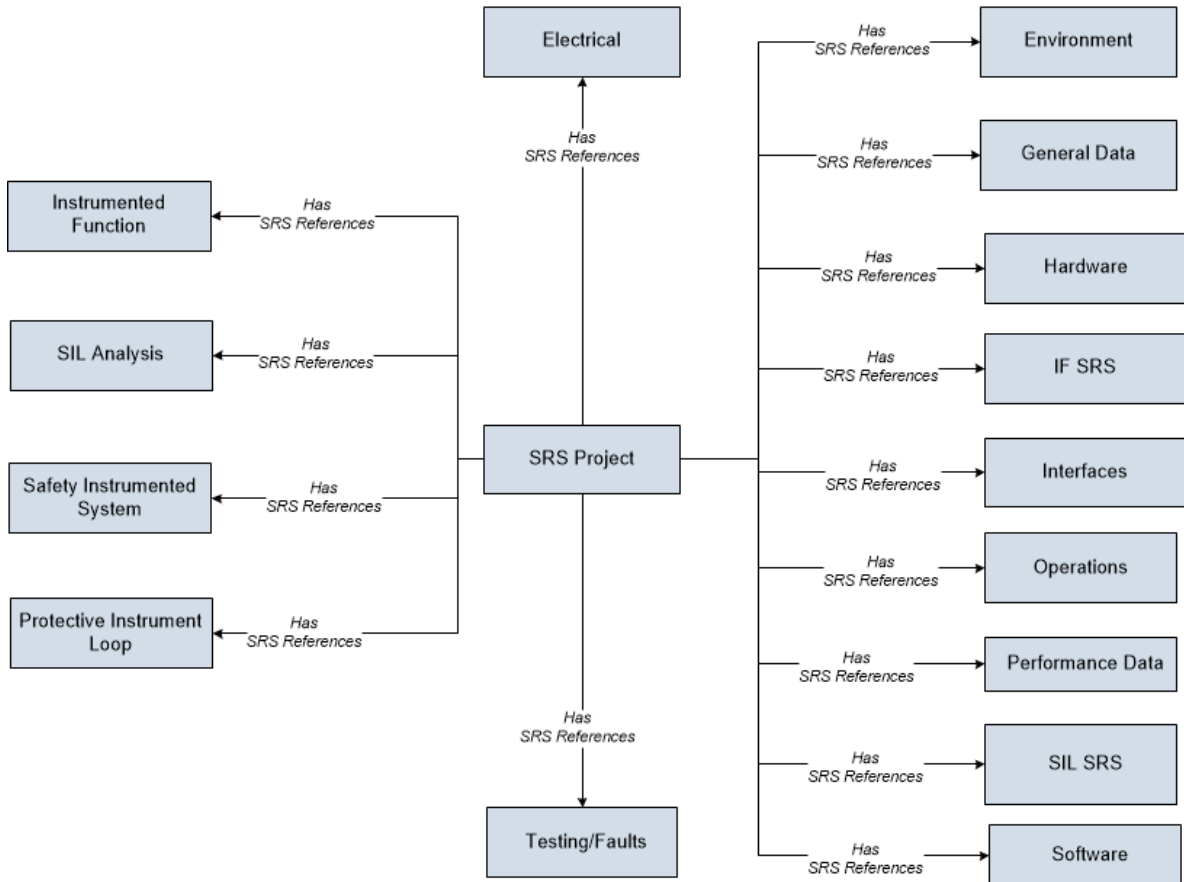 Electrical
Has
SRS References
Environment
Has
SRS References
General Data
Has
SRS References
Instrumented
Function
Has
SRS References
Has
SRS References
Hardware
SIL Analysis
Has
SRS References
Has
SRS References
IF SRS
SRS Project
Has
SRS References
Interfaces
Safety Instrumented
System
Has
SRS References
Has
SRS References
Operations
Protective Instrument
Loop
Has
SRS References
Has
SRS References
Performance Data
Has
SRS References
Has
SRS References
SIL SRS
Testing/Faults
Has
SRS References
Software